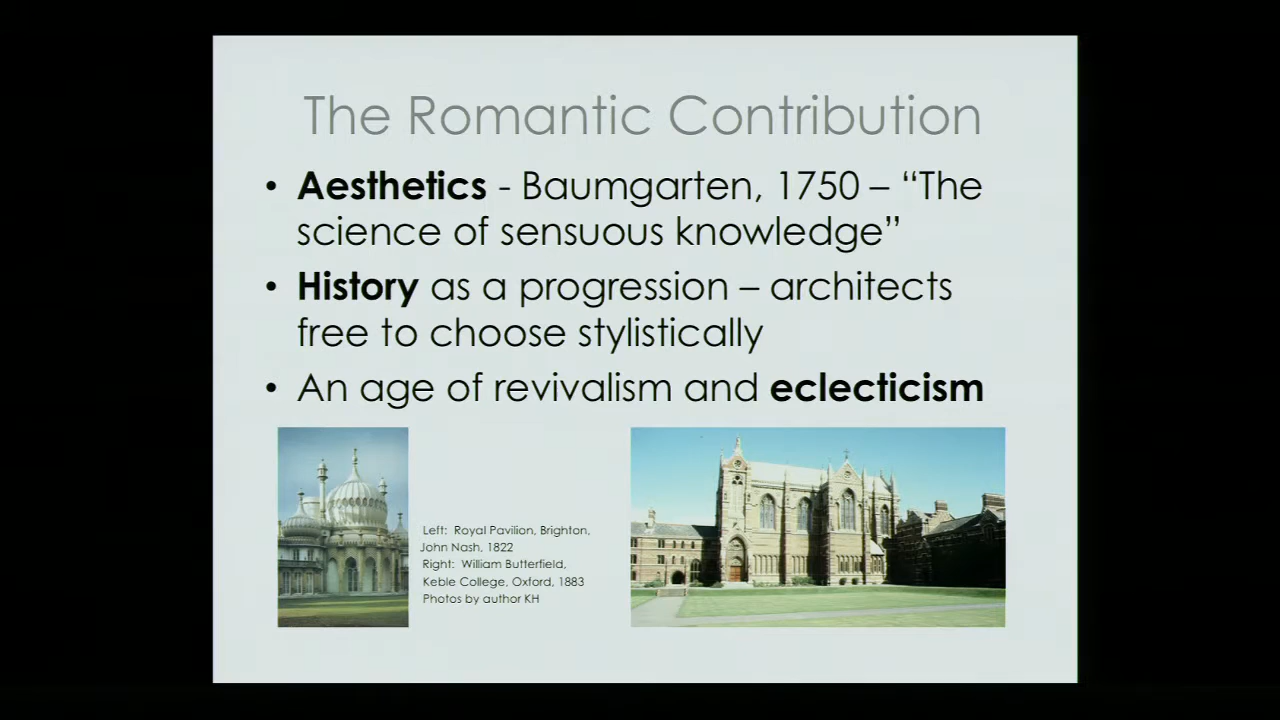 The Romantic Contribution
• Aesthetics - Baumgarten, 1750 – “The
science of sensuous knowledge”
• History as a progression – architects
free to choose stylistically
• An age of revivalism and eclecticism
Left: Royal Pavilion, Brighton,
John Nash, 1822
Right: William Butterfield,
Keble College, Oxford, 1883
Photos by author KH